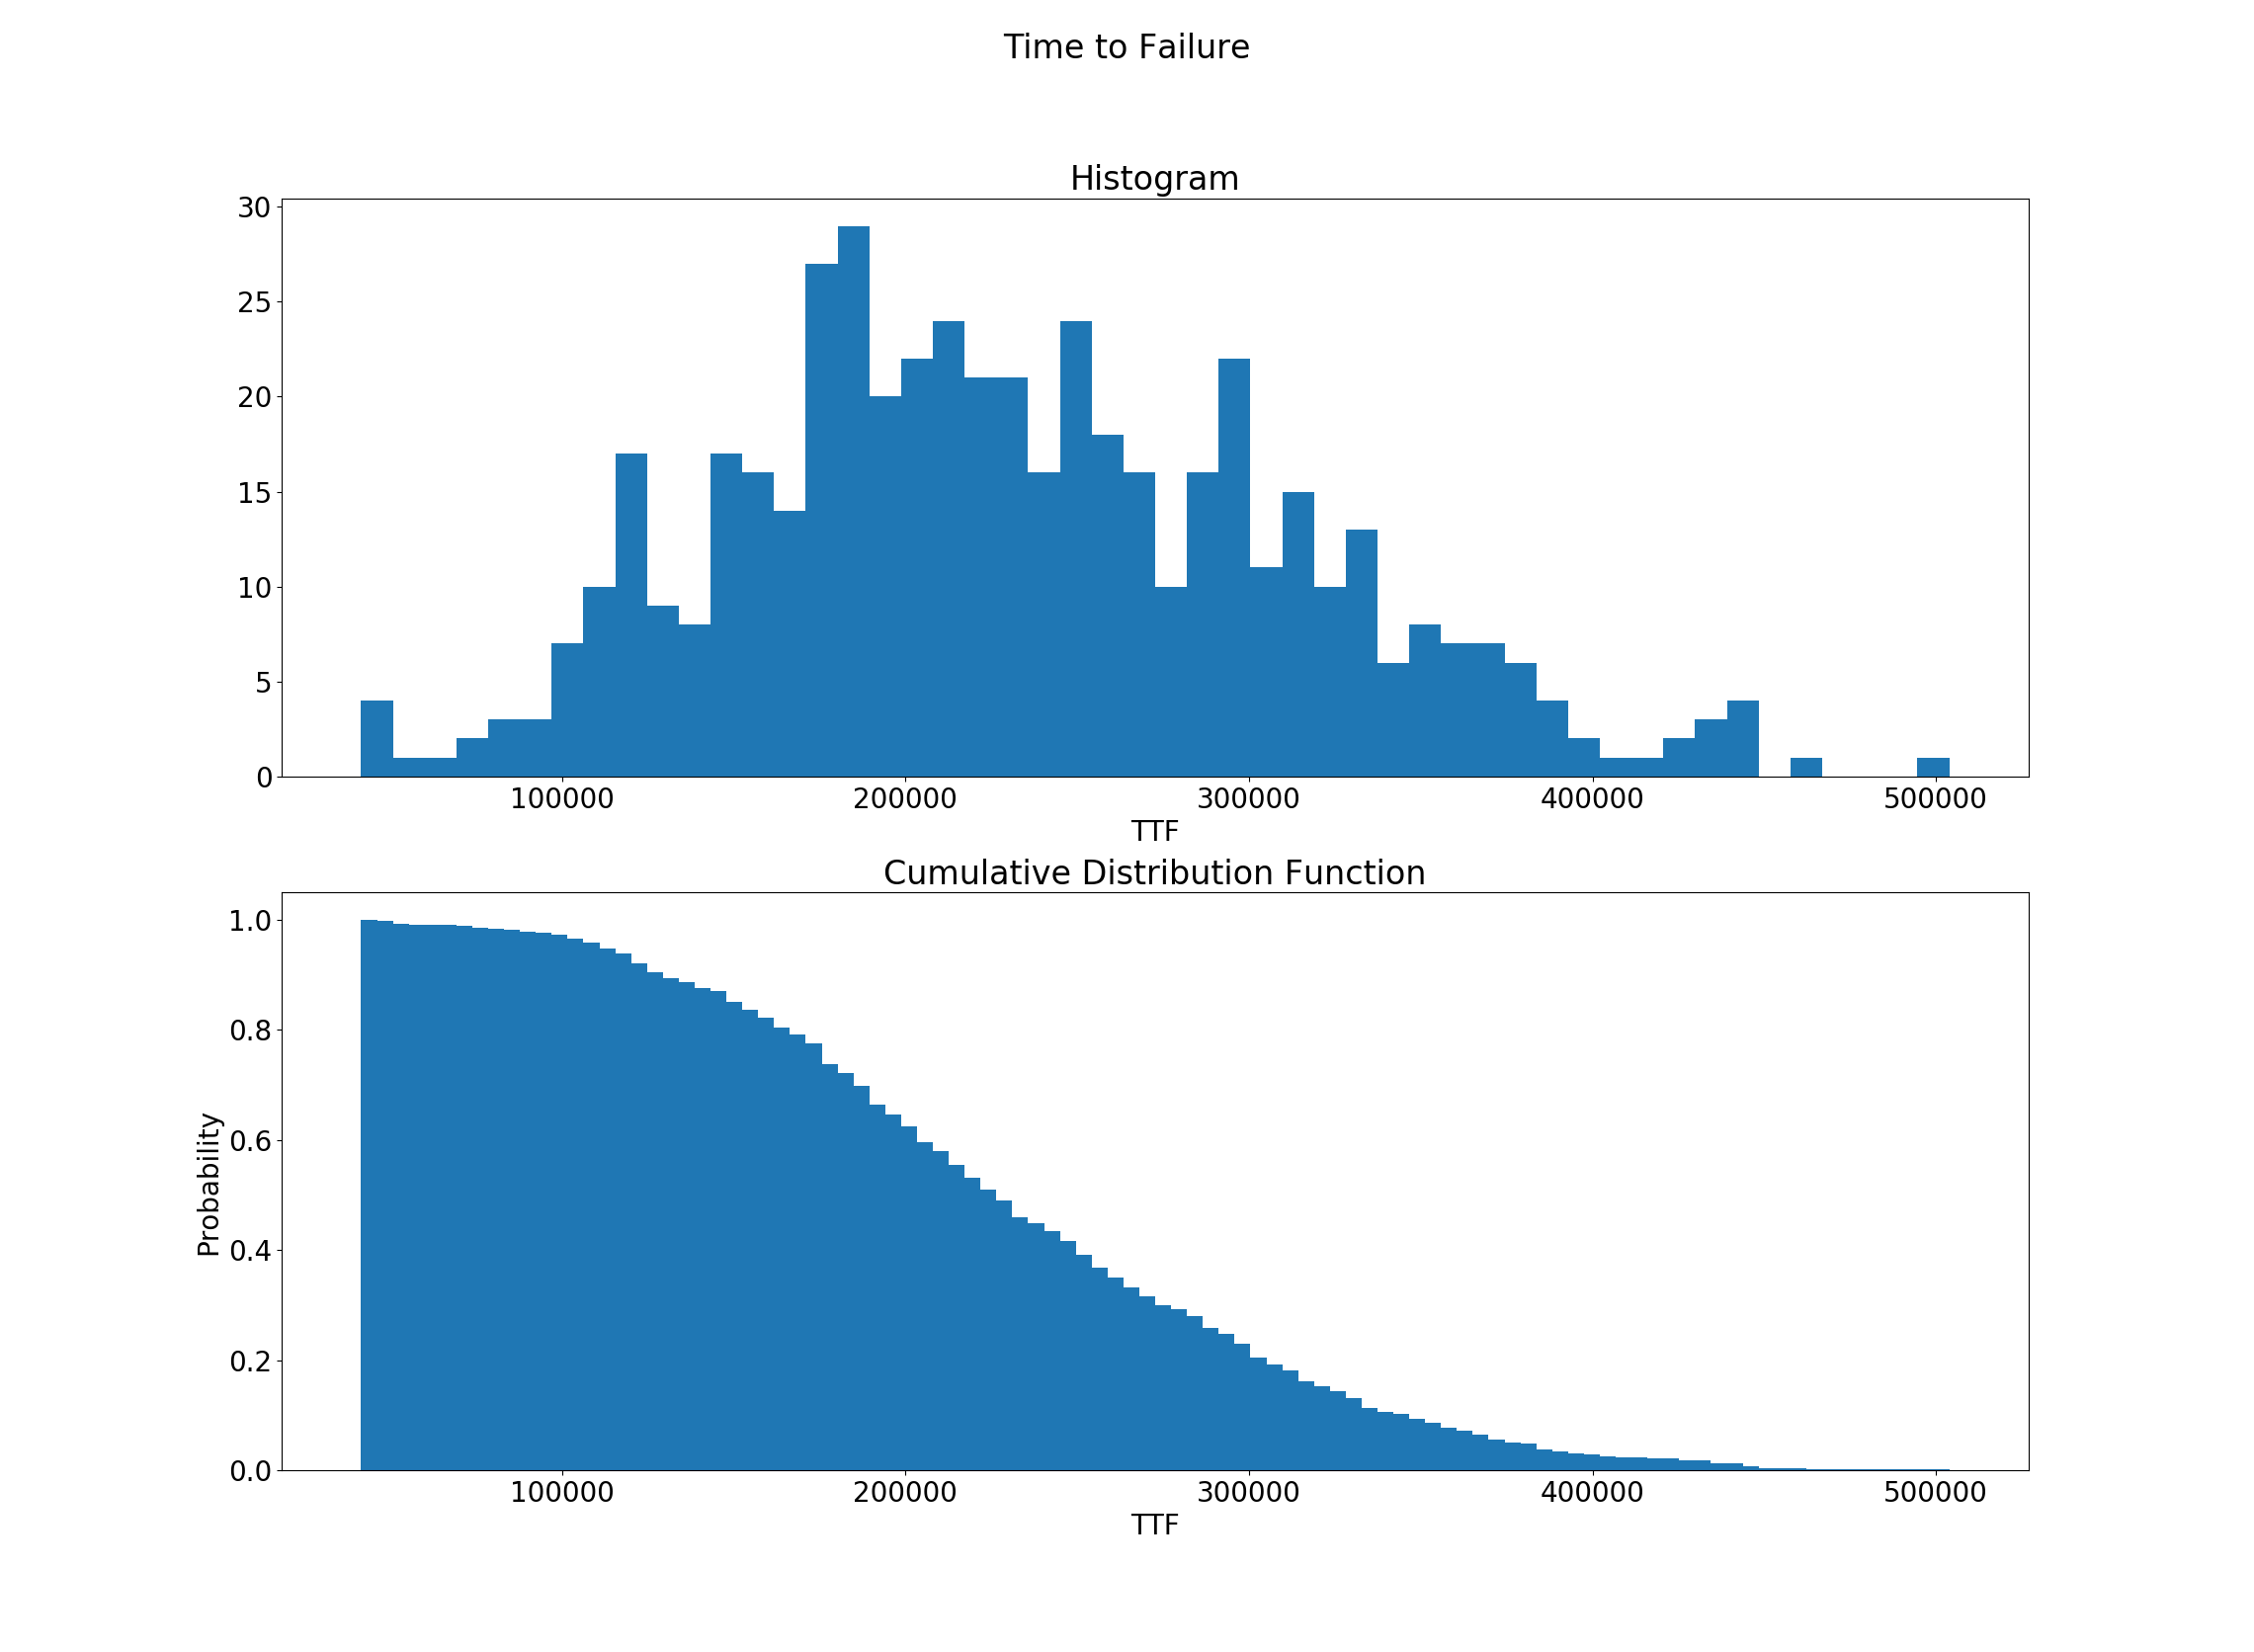 Time to Failure
Histogram
30
25
20
15
10
5
0
100000 200000 300000 400000 500000
TTF
Cumulative Distribution Function
1.0
0.8
0.6
0.4
0.2
0.0
Probability
100000 200000 300000 400000 500000
TTF